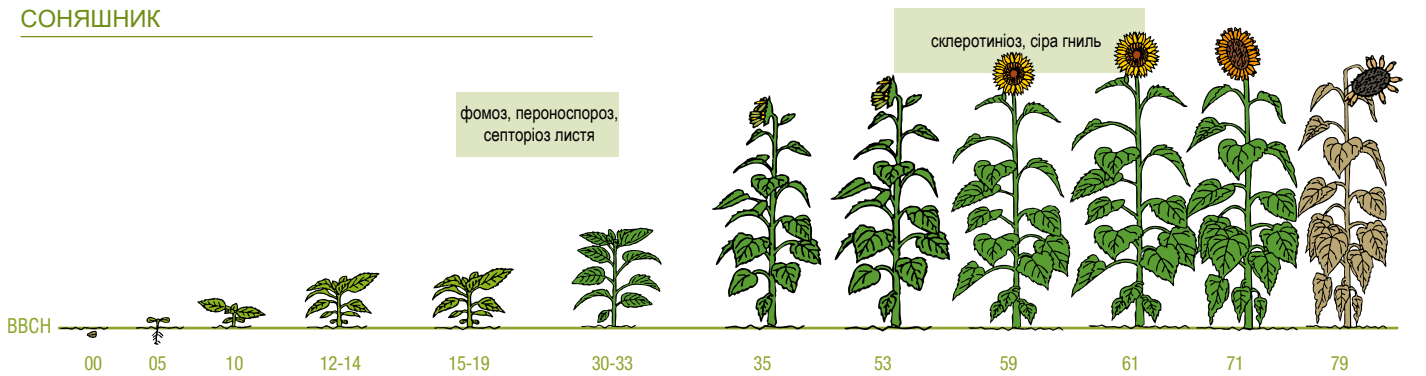 СОНЯШНИК
склеротиніоз, сіра гниль
фомоз, пероноспороз,
септоріоз листя
BBCH
00 05 10 12-14 15-19 30-33 35 53 59 61 71 79